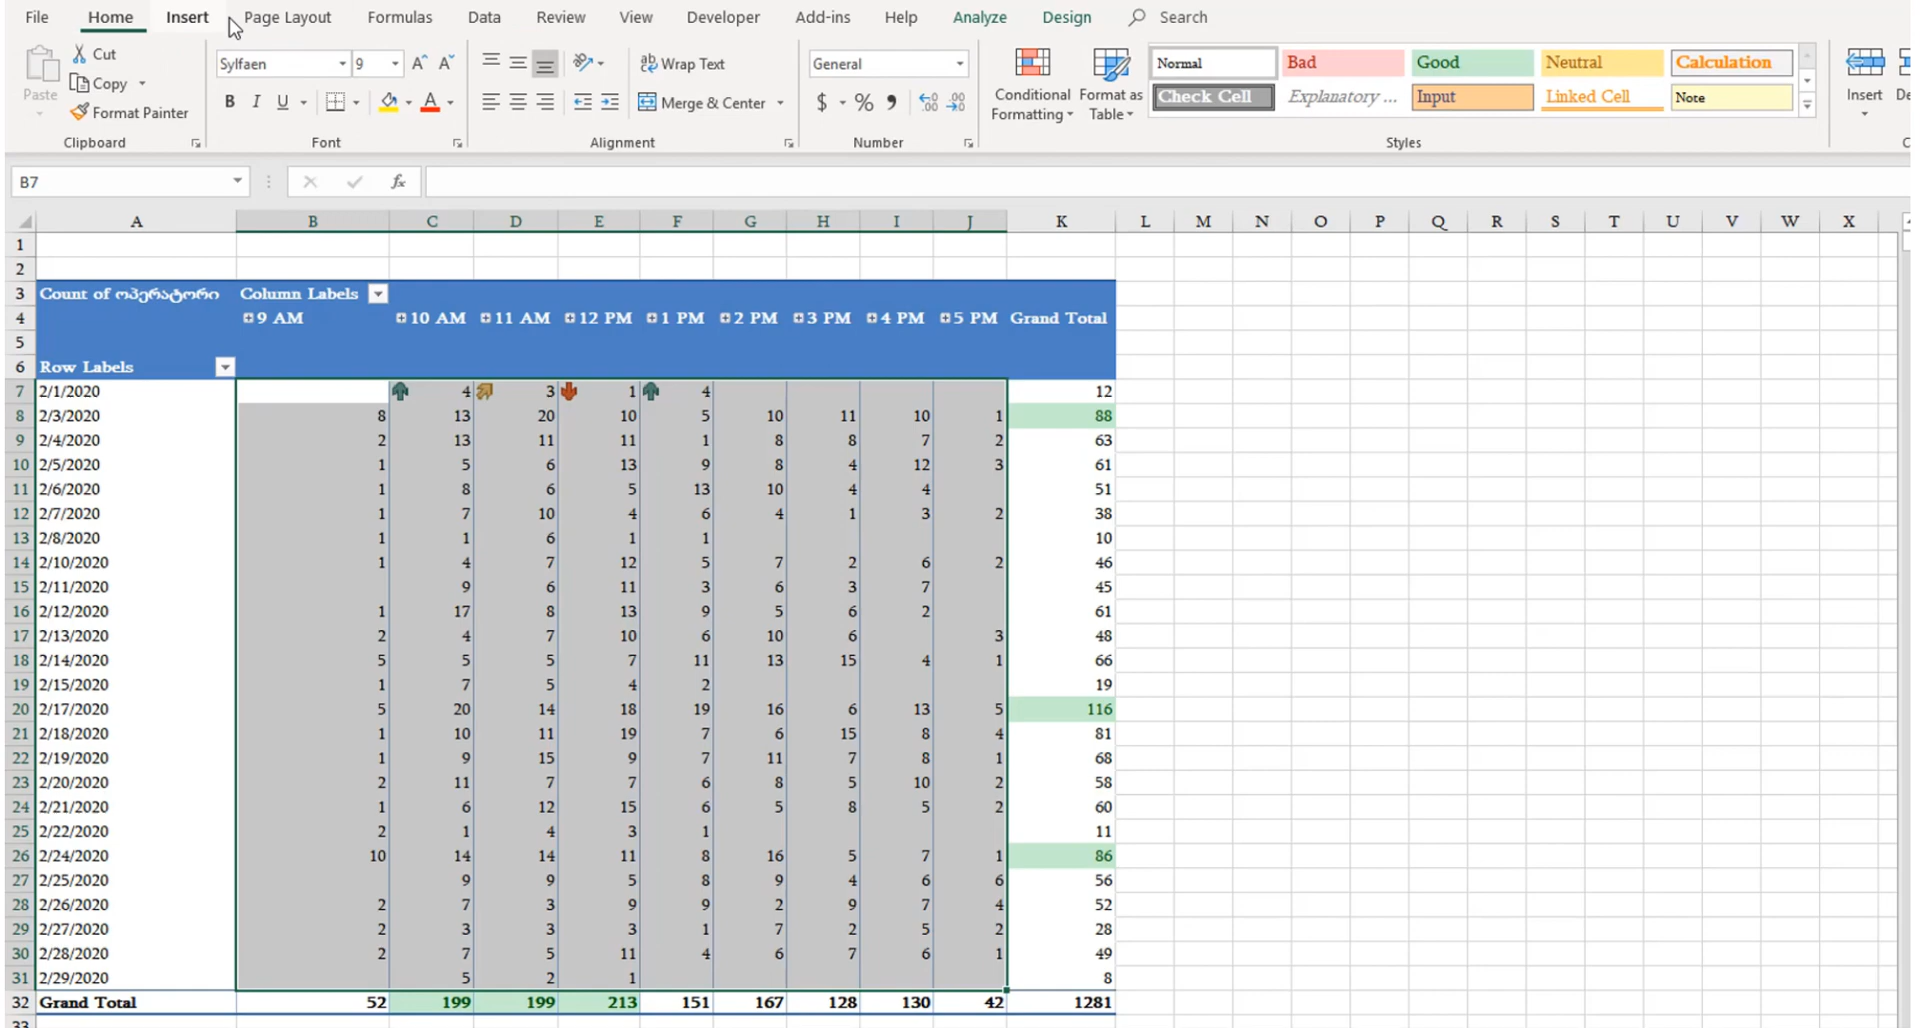 File Home Insert Page Layout Formulas Data Review View Developer Add-ins Help Analyze Design Search
Cut
Copy
Format Painter
Paste
Clipboard
Sylfaen 9 A A
B I U A
Font
Wrap Text
Merge & Center
Alignment
General
$ % ,
Number
Conditional Formatting
Format as Table
Normal Bad Good Neutral Calculation
Check Cell Explanatory ... Input Linked Cell Note
Styles
Insert
B7 fx
A B C D E F G H I J K L M N O P Q R S T U V W X
1
2
3 Count of ოპერატორი Column Labels
4 9 AM 10 AM 11 AM 12 PM 1 PM 2 PM 3 PM 4 PM 5 PM Grand Total
5
6 Row Labels
7 2/1/2020 4 3 1 4 12
8 2/3/2020 8 13 20 10 5 10 11 10 1 88
9 2/4/2020 2 13 11 11 1 8 8 7 2 63
10 2/5/2020 1 5 6 13 9 8 4 12 3 61
11 2/6/2020 1 8 6 5 13 10 4 4 51
12 2/7/2020 1 7 10 4 6 4 1 3 2 38
13 2/8/2020 1 1 6 1 1 10
14 2/10/2020 1 4 7 12 5 7 2 6 2 46
15 2/11/2020 9 6 11 3 6 3 7 45
16 2/12/2020 1 17 8 13 9 5 6 2 61
17 2/13/2020 2 4 7 10 6 10 6 3 48
18 2/14/2020 5 5 5 7 11 13 15 4 1 66
19 2/15/2020 1 7 5 4 2 19
20 2/17/2020 5 20 14 18 19 16 6 13 5 116
21 2/18/2020 1 10 11 19 7 6 15 8 4 81
22 2/19/2020 1 9 15 9 7 11 7 8 1 68
23 2/20/2020 2 11 7 7 6 8 5 10 2 58
24 2/21/2020 1 6 12 15 6 5 8 5 2 60
25 2/22/2020 2 1 4 3 1 11
26 2/24/2020 10 14 14 11 8 16 5 7 1 86
27 2/25/2020 9 9 5 8 9 4 6 6 56
28 2/26/2020 2 7 3 9 9 2 9 7 4 52
29 2/27/2020 2 3 3 3 1 7 2 5 2 28
30 2/28/2020 2 7 5 11 4 6 7 6 1 49
31 2/29/2020 5 2 1 8
32 Grand Total 52 199 199 213 151 167 128 130 42 1281